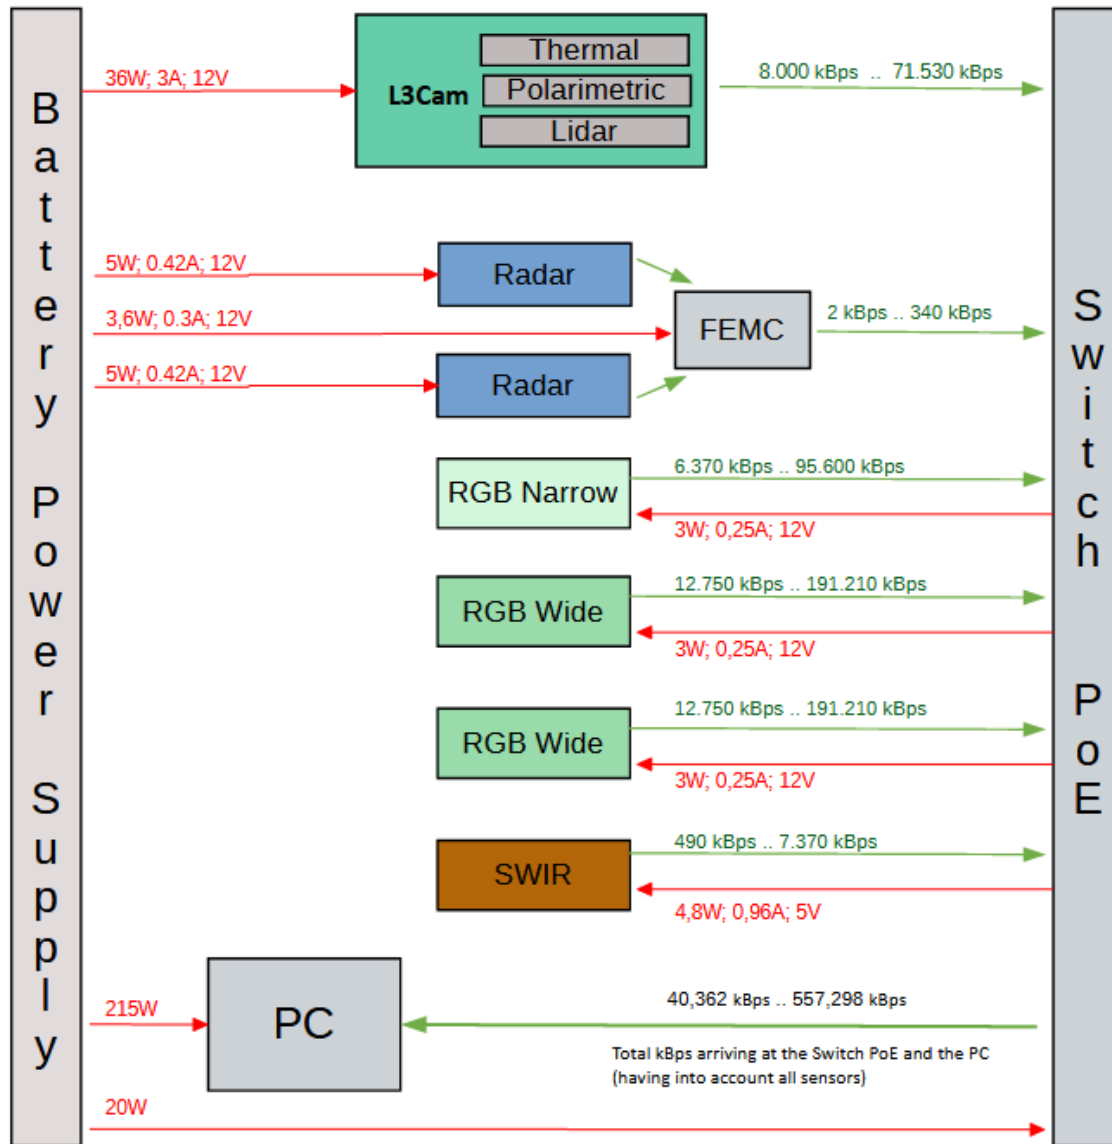 Battery Power Supply
36W; 3A; 12V
L3Cam
Thermal
Polarimetric
Lidar
8.000 kBps .. 71.530 kBps
5W; 0.42A; 12V
Radar
3,6W; 0.3A; 12V
FEMC
2 kBps .. 340 kBps
5W; 0.42A; 12V
Radar
RGB Narrow
6.370 kBps .. 95.600 kBps
3W; 0,25A; 12V
RGB Wide
12.750 kBps .. 191.210 kBps
3W; 0,25A; 12V
RGB Wide
12.750 kBps .. 191.210 kBps
3W; 0,25A; 12V
SWIR
490 kBps .. 7.370 kBps
4,8W; 0,96A; 5V
215W
PC
40,362 kBps .. 557,298 kBps
Total kBps arriving at the Switch PoE and the PC
(having into account all sensors)
20W
Switch PoE